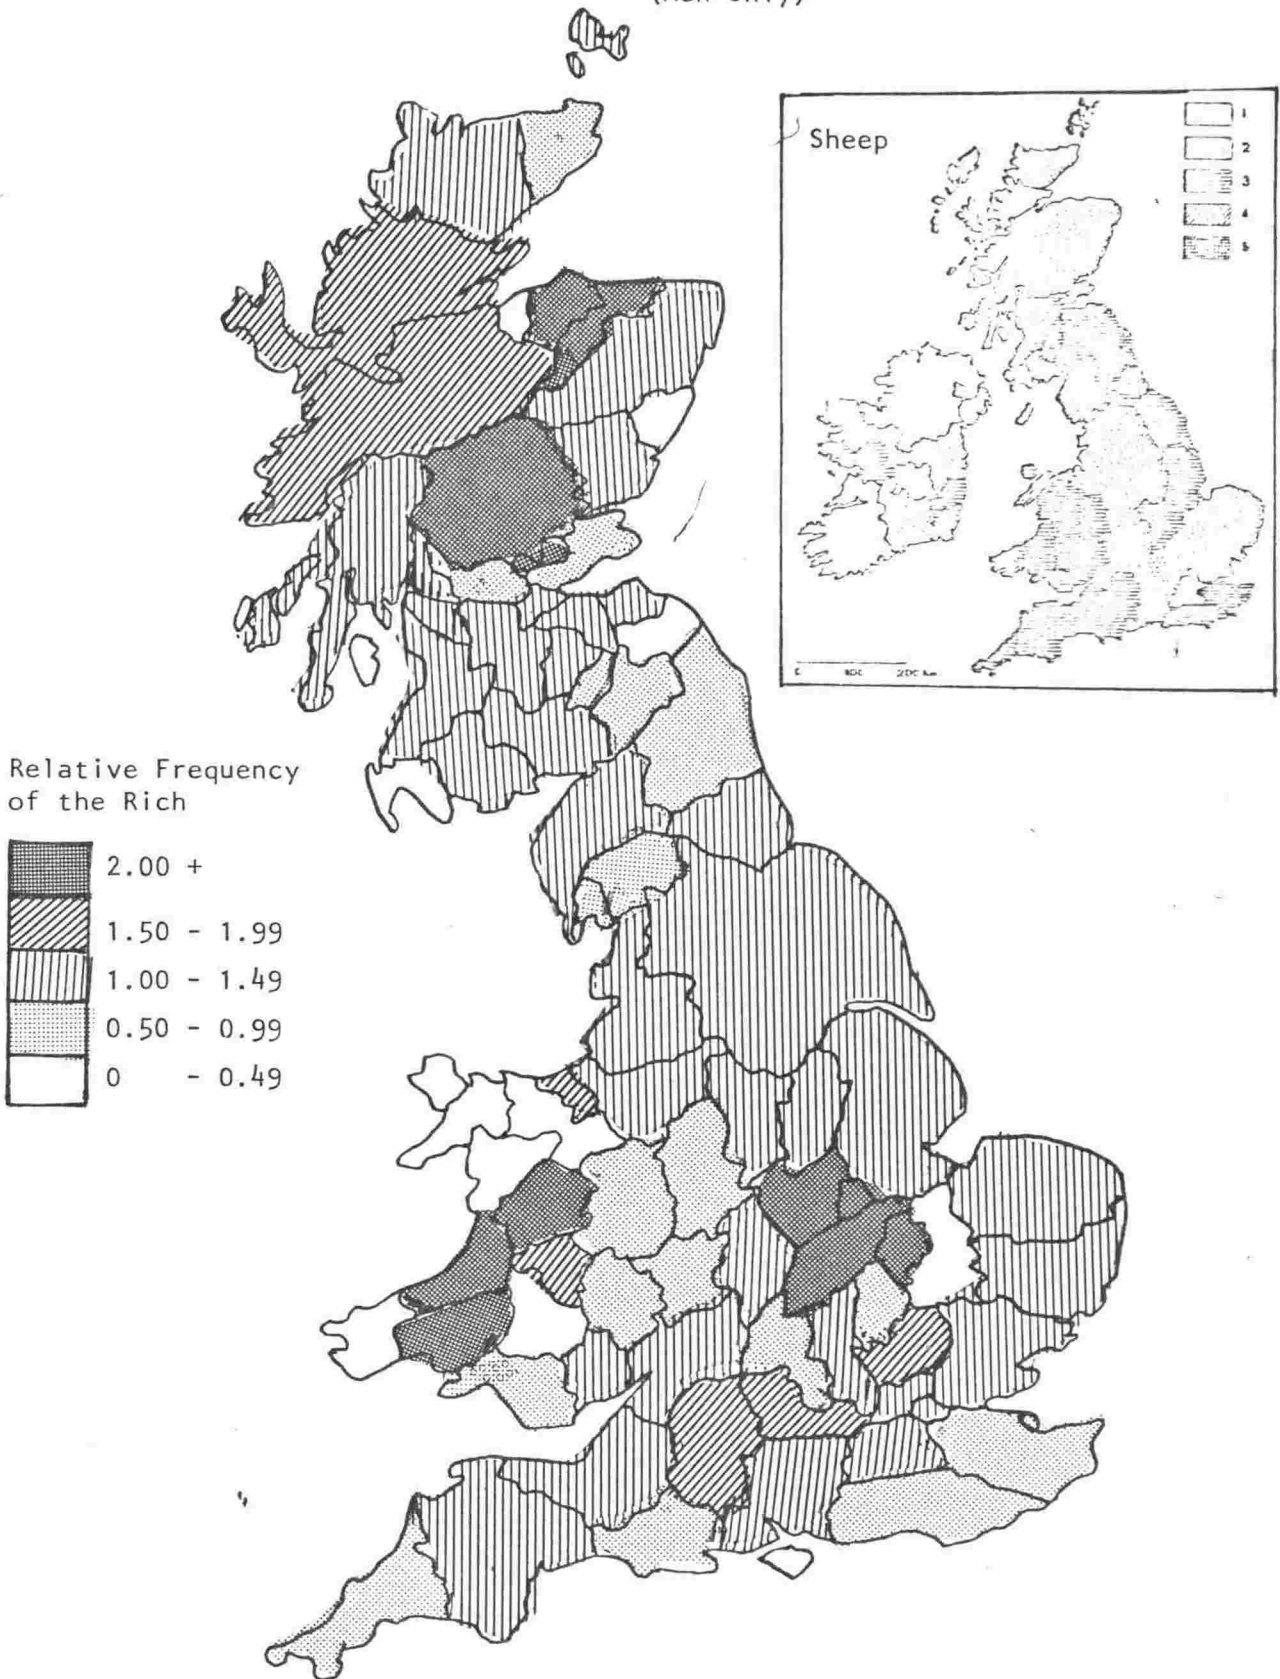 Sheep
1
2
3
4
5
Relative Frequency
of the Rich
2.00 +
1.50 - 1.99
1.00 - 1.49
0.50 - 0.99
0 - 0.49